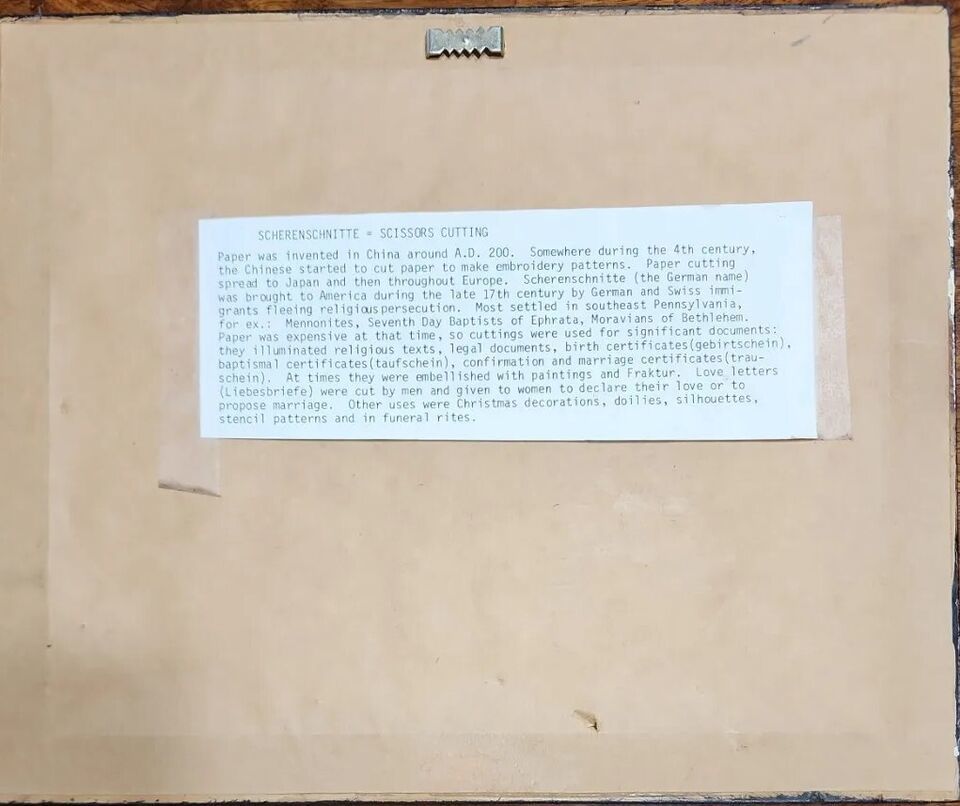 SCHERENSCHNITTE = SCISSORS CUTTING
Paper was invented in China around A.D. 200. Somewhere during the 4th century,
the Chinese started to cut paper to make embroidery patterns. Paper cutting
spread to Japan and then throughout Europe. Scherenschnitte (the German name)
was brought to America during the late 17th century by German and Swiss immi-
grants fleeing religious persecution. Most settled in southeast Pennsylvania,
for ex.: Mennonites, Seventh Day Baptists of Ephrata, Moravians of Bethlehem.
Paper was expensive at that time, so cuttings were used for significant documents:
they illuminated religious texts, legal documents, birth certificates(gebirtschein),
baptismal certificates(taufschein), confirmation and marriage certificates(trau-
schein). At times they were embellished with paintings and Fraktur. Love letters
(Liebesbriefe) were cut by men and given to women to declare their love or to
propose marriage. Other uses were Christmas decorations, doilies, silhouettes,
stencil patterns and in funeral rites.